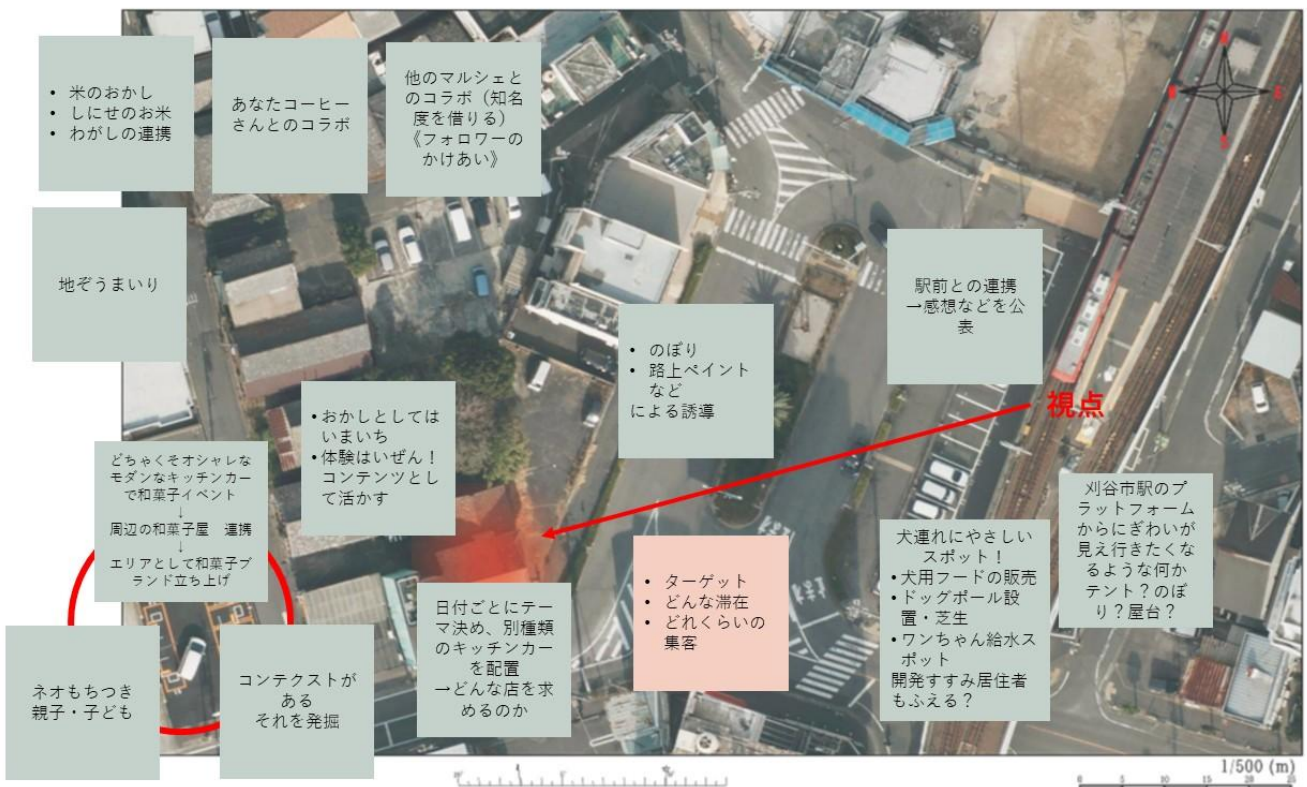 • 米のおかし
• しにせのお米
• わがしの連携
あなたコーヒー
さんとのコラボ
他のマルシェと
のコラボ（知名
度を借りる）
《フォロワーの
かけあい》
N
W
E
S
地ぞうまいり
駅前との連携
→感想などを公
表
• のぼり
• 路上ペイント
など
による誘導
視点
•おかしとしては
いまいち
•体験はいぜん！
コンテンツとし
て活かす
どちゃくそオシャレな
モダンなキッチンカー
で和菓子イベント
↓
周辺の和菓子屋　連携
↓
エリアとして和菓子ブ
ランド立ち上げ
刈谷市駅のプ
ラットフォーム
からにぎわいが
見え行きたくな
るような何か
テント？のぼ
り？屋台？
犬連れにやさしい
スポット！
•犬用フードの販売
•ドッグポール設
置・芝生
•ワンちゃん給水ス
ポット
開発すすみ居住者
もふえる？
• ターゲット
• どんな滞在
• どれくらいの
集客
日付ごとにテー
マ決め、別種類
のキッチンカー
を配置
→どんな店を求
めるのか
ネオもちつき
親子・子ども
コンテクストが
ある
それを発掘
1/500 (m)
0 5 10 15 20 25